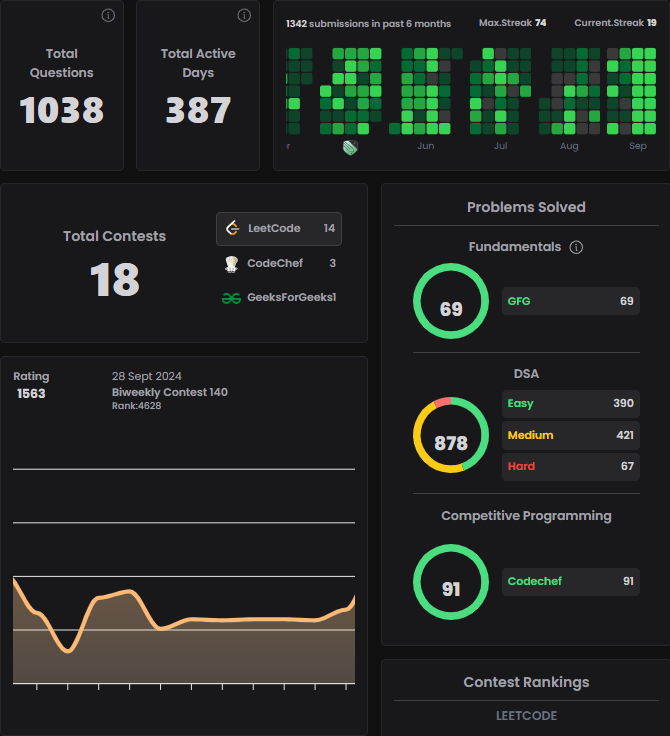 Total
Questions
1038
Total Active
Days
387
1342 submissions in past 6 months
Max.Streak 74
Current.Streak 19
r
Jun
Jul
Aug
Sep
Total Contests
18
LeetCode 14
CodeChef 3
GeeksForGeeks1
Rating
1563
28 Sept 2024
Biweekly Contest 140
Rank:4628
Problems Solved
Fundamentals
69
GFG 69
DSA
878
Easy 390
Medium 421
Hard 67
Competitive Programming
91
Codechef 91
Contest Rankings
LEETCODE